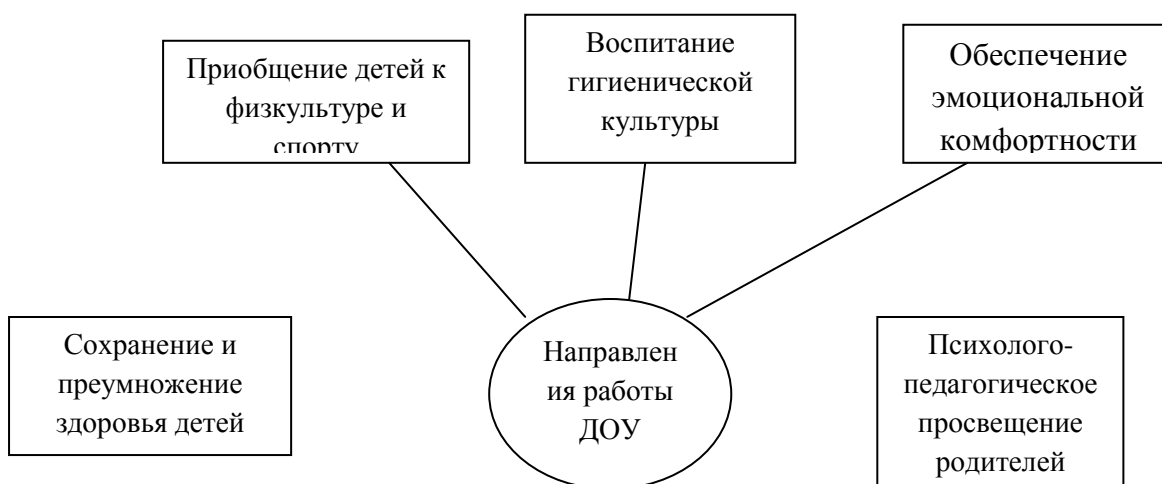 Приобщение детей к
физкультуре и
спорту
Воспитание
гигиенической
культуры
Обеспечение
эмоциональной
комфортности
Сохранение и
преумножение
здоровья детей
Направлен
ия работы
ДОУ
Психолого-
педагогическое
просвещение
родителей